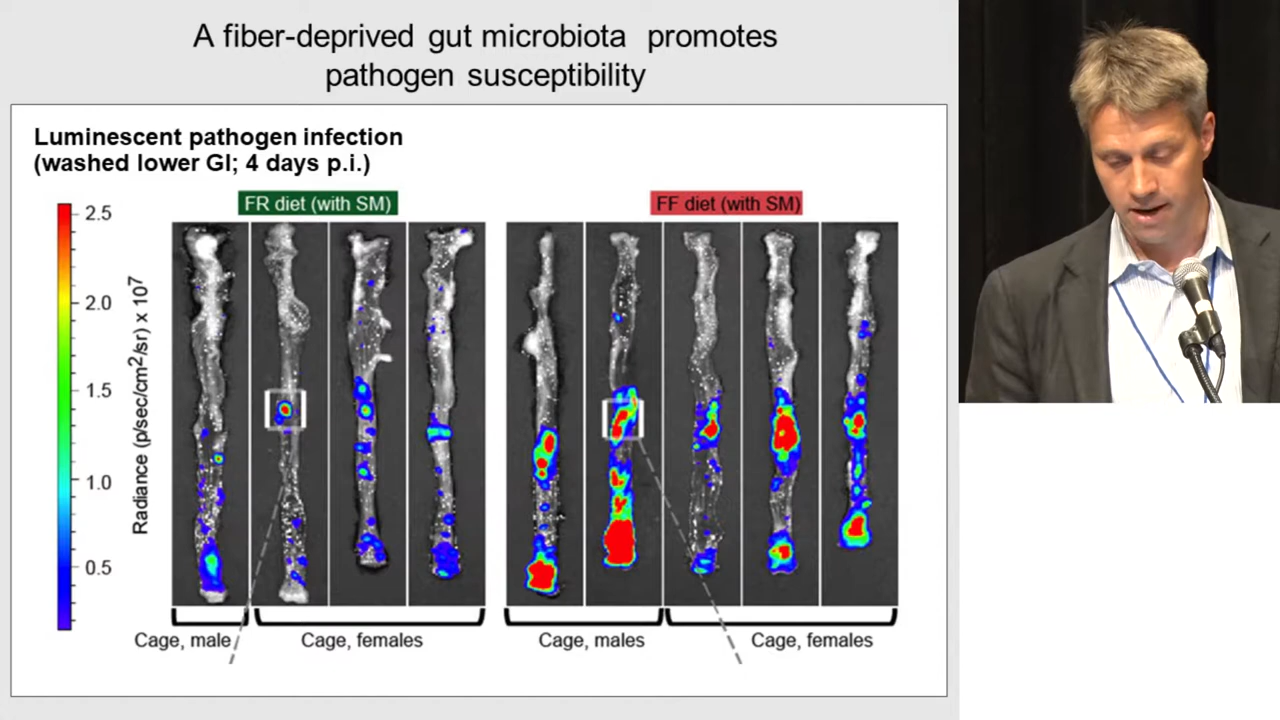 A fiber-deprived gut microbiota promotes
pathogen susceptibility
Luminescent pathogen infection
(washed lower GI; 4 days p.i.)
FR diet (with SM)
FF diet (with SM)
Radiance (p/sec/cm²/sr) x 10⁷
2.5
2.0
1.5
1.0
0.5
Cage, male
Cage, females
Cage, males
Cage, females